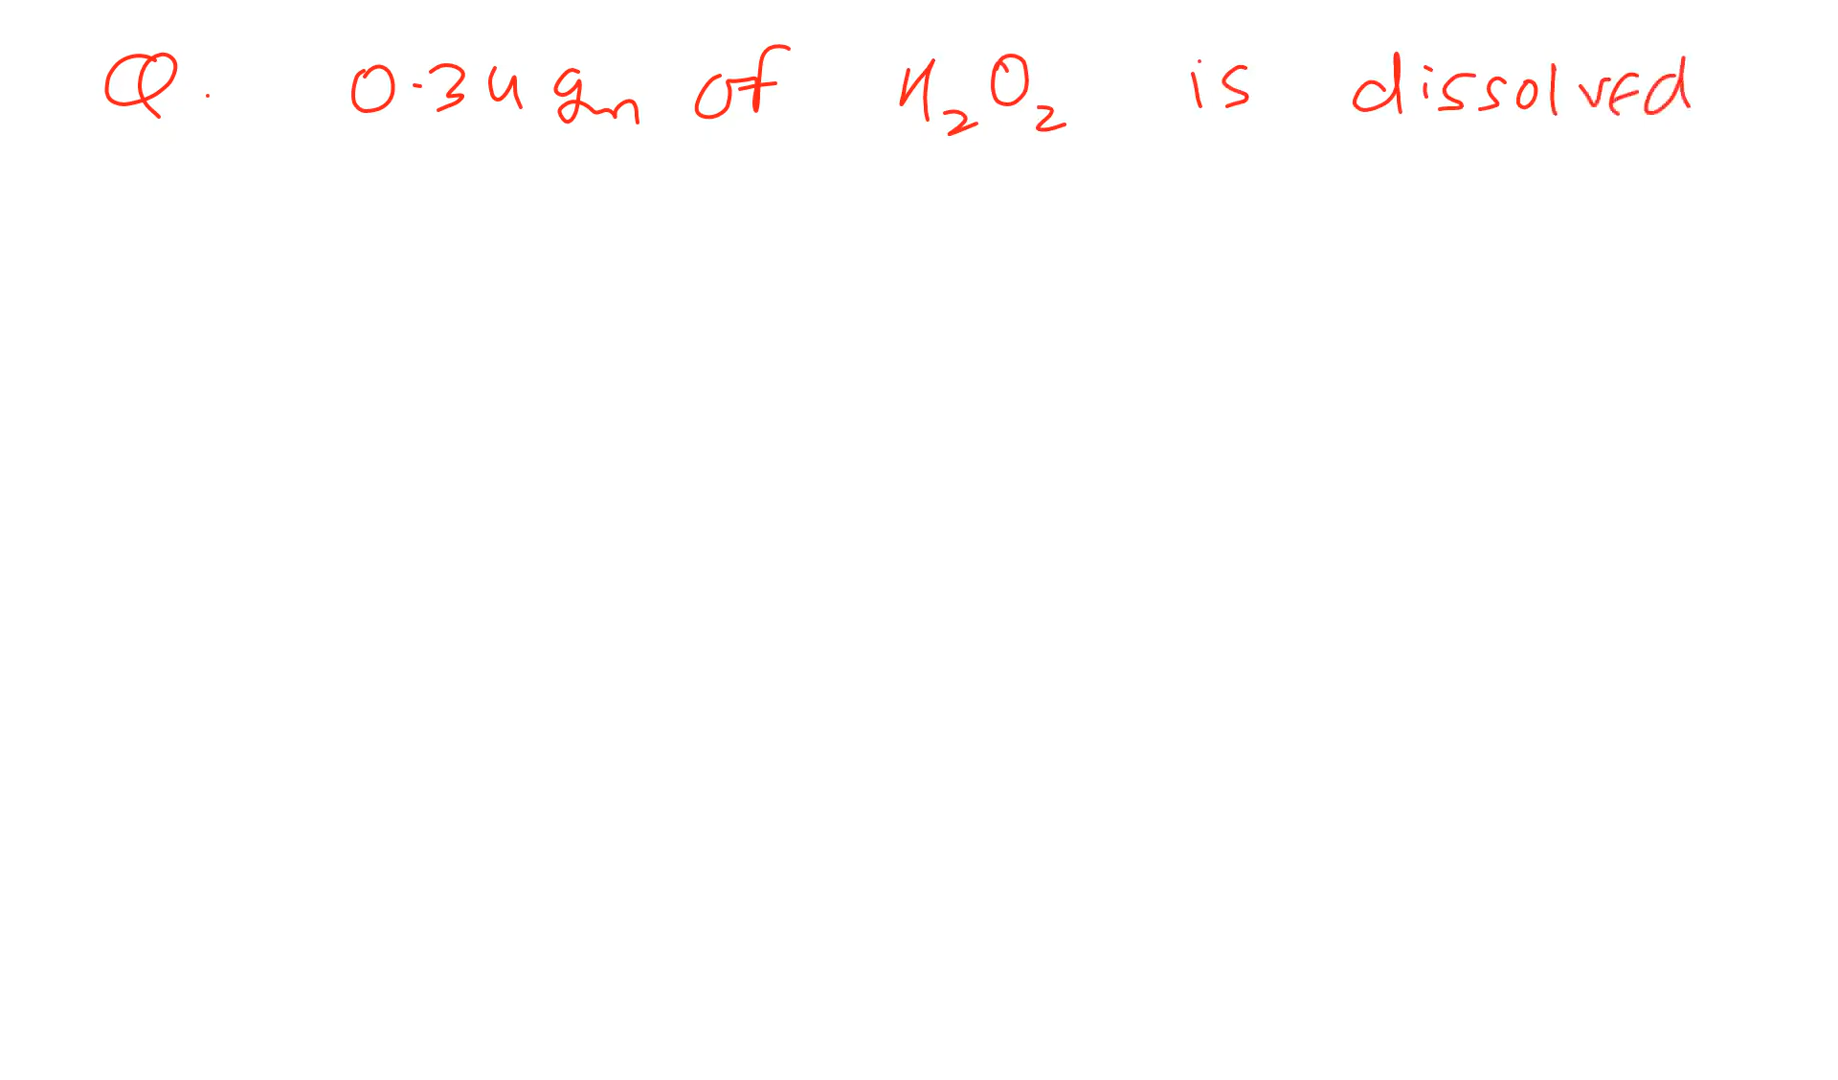 Q. 0.34 gm of H₂O₂ is dissolved